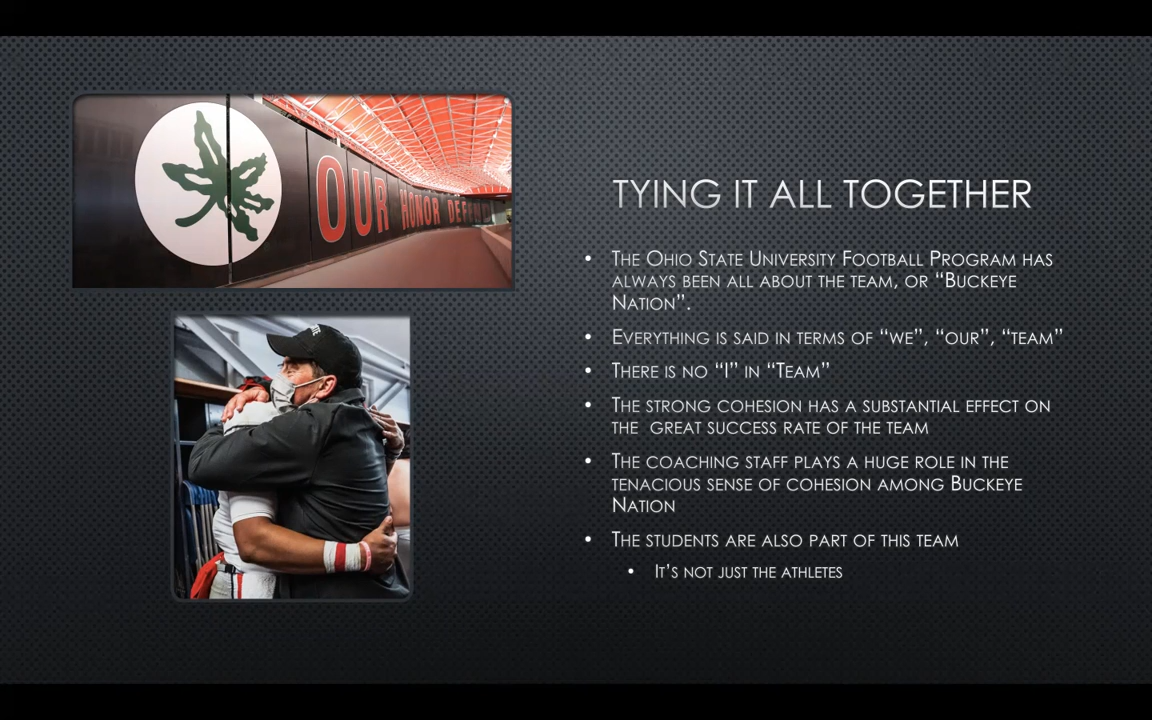 OUR HONOR DEFEND
TYING IT ALL TOGETHER
• THE OHIO STATE UNIVERSITY FOOTBALL PROGRAM HAS
ALWAYS BEEN ALL ABOUT THE TEAM, OR “BUCKEYE
NATION”.
• EVERYTHING IS SAID IN TERMS OF “WE”, “OUR”, “TEAM”
• THERE IS NO “I” IN “TEAM”
• THE STRONG COHESION HAS A SUBSTANTIAL EFFECT ON
THE  GREAT SUCCESS RATE OF THE TEAM
• THE COACHING STAFF PLAYS A HUGE ROLE IN THE
TENACIOUS SENSE OF COHESION AMONG BUCKEYE
NATION
• THE STUDENTS ARE ALSO PART OF THIS TEAM
• IT’S NOT JUST THE ATHLETES